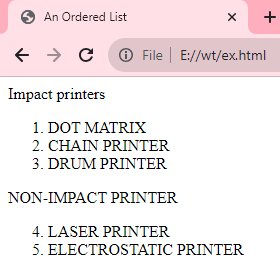 An Ordered List
File | E://wt/ex.html
Impact printers
1. DOT MATRIX
2. CHAIN PRINTER
3. DRUM PRINTER
NON-IMPACT PRINTER
4. LASER PRINTER
5. ELECTROSTATIC PRINTER